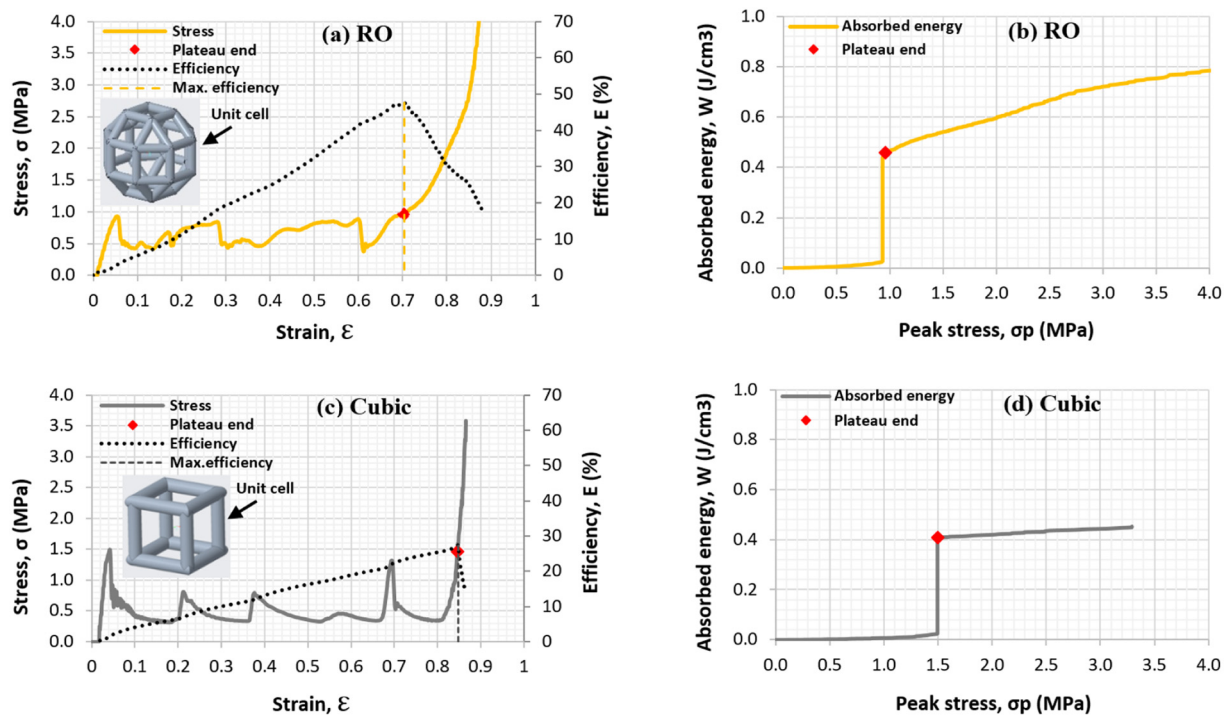 (a) RO
Stress
Plateau end
Efficiency
Max. efficiency
Unit cell
Stress, σ (MPa)
4.0
3.5
3.0
2.5
2.0
1.5
1.0
0.5
0.0
Efficiency, E (%)
70
60
50
40
30
20
10
0
0 0.1 0.2 0.3 0.4 0.5 0.6 0.7 0.8 0.9 1
Strain, Ɛ
(b) RO
Absorbed energy
Plateau end
Absorbed energy, W (J/cm3)
1.0
0.8
0.6
0.4
0.2
0.0
0.0 0.5 1.0 1.5 2.0 2.5 3.0 3.5 4.0
Peak stress, σp (MPa)
(c) Cubic
Stress
Plateau end
Efficiency
Max.efficiency
Unit cell
Stress, σ (MPa)
4.0
3.5
3.0
2.5
2.0
1.5
1.0
0.5
0.0
Efficiency, E (%)
70
60
50
40
30
20
10
0
0 0.1 0.2 0.3 0.4 0.5 0.6 0.7 0.8 0.9 1
Strain, Ɛ
(d) Cubic
Absorbed energy
Plateau end
Absorbed energy, W (J/cm3)
1.0
0.8
0.6
0.4
0.2
0.0
0.0 0.5 1.0 1.5 2.0 2.5 3.0 3.5 4.0
Peak stress, σp (MPa)